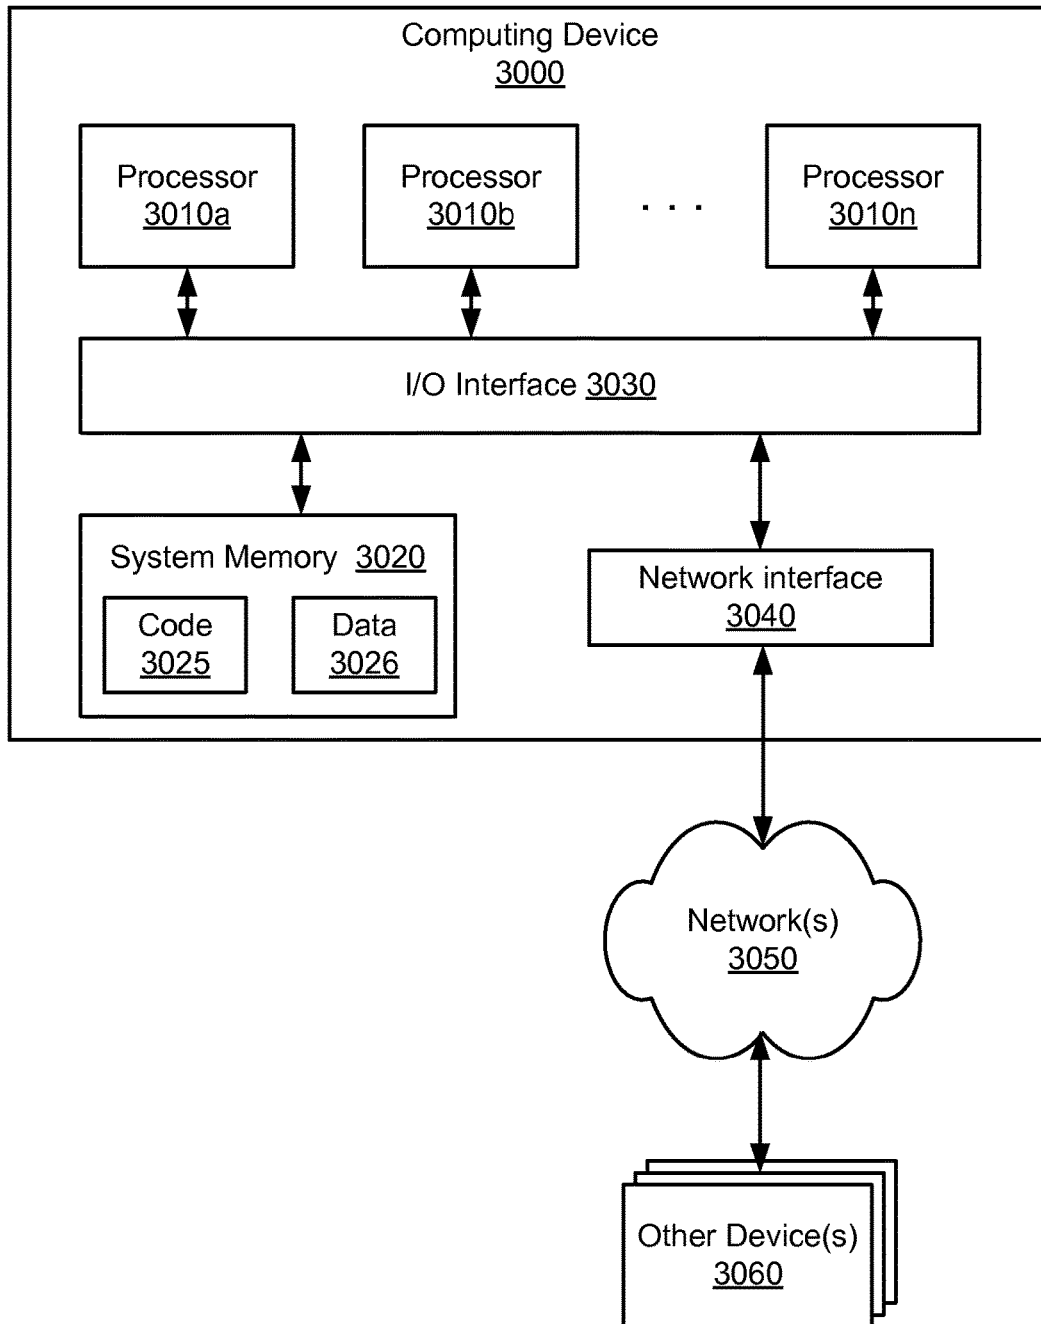 Computing Device
3000
Processor
3010a
Processor
3010b
. . .
Processor
3010n
I/O Interface 3030
System Memory 3020
Code
3025
Data
3026
Network interface
3040
Network(s)
3050
Other Device(s)
3060